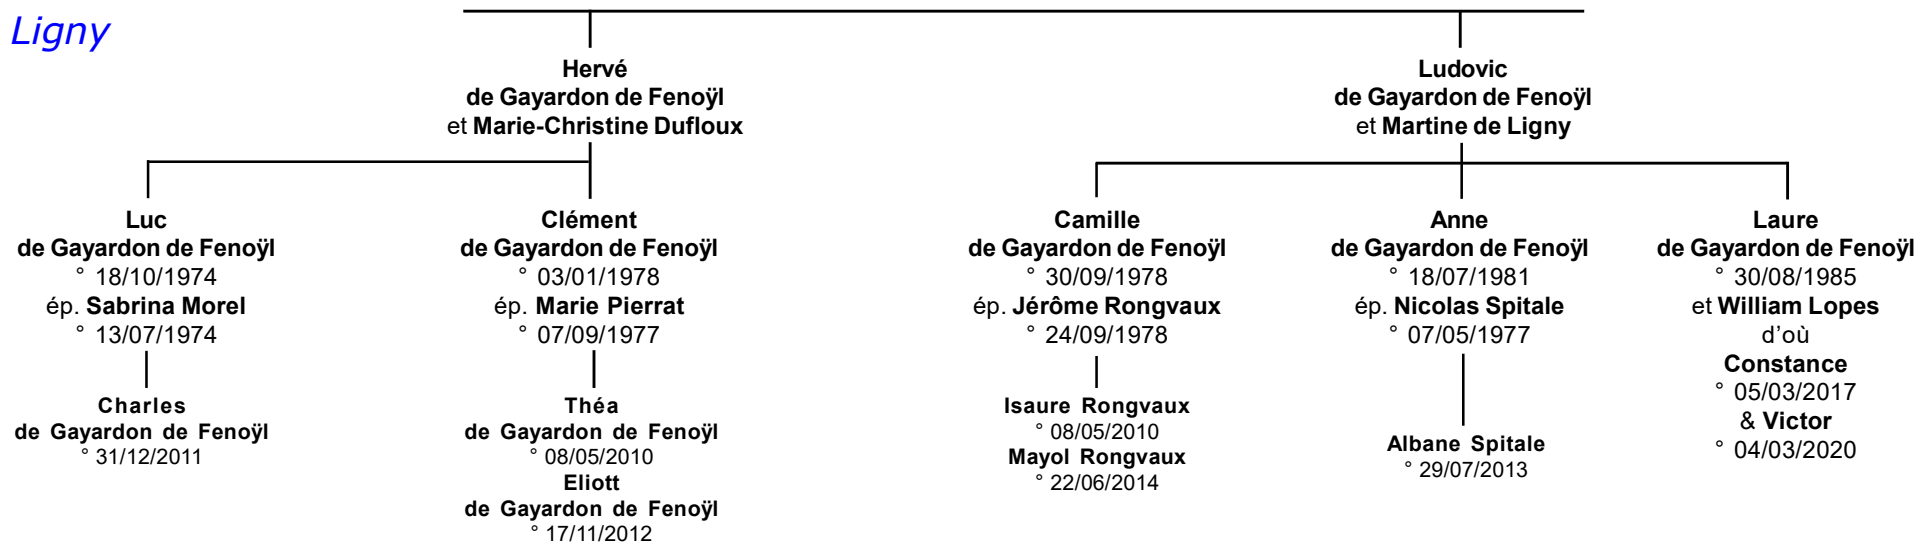 Ligny
Hervé
de Gayardon de Fenoÿl
et Marie-Christine Dufloux
Ludovic
de Gayardon de Fenoÿl
et Martine de Ligny
Luc
de Gayardon de Fenoÿl
° 18/10/1974
ép. Sabrina Morel
° 13/07/1974
Charles
de Gayardon de Fenoÿl
° 31/12/2011
Clément
de Gayardon de Fenoÿl
° 03/01/1978
ép. Marie Pierrat
° 07/09/1977
Théa
de Gayardon de Fenoÿl
° 08/05/2010
Eliott
de Gayardon de Fenoÿl
° 17/11/2012
Camille
de Gayardon de Fenoÿl
° 30/09/1978
ép. Jérôme Rongvaux
° 24/09/1978
Isaure Rongvaux
° 08/05/2010
Mayol Rongvaux
° 22/06/2014
Anne
de Gayardon de Fenoÿl
° 18/07/1981
ép. Nicolas Spitale
° 07/05/1977
Albane Spitale
° 29/07/2013
Laure
de Gayardon de Fenoÿl
° 30/08/1985
et William Lopes
d'où
Constance
° 05/03/2017
& Victor
° 04/03/2020